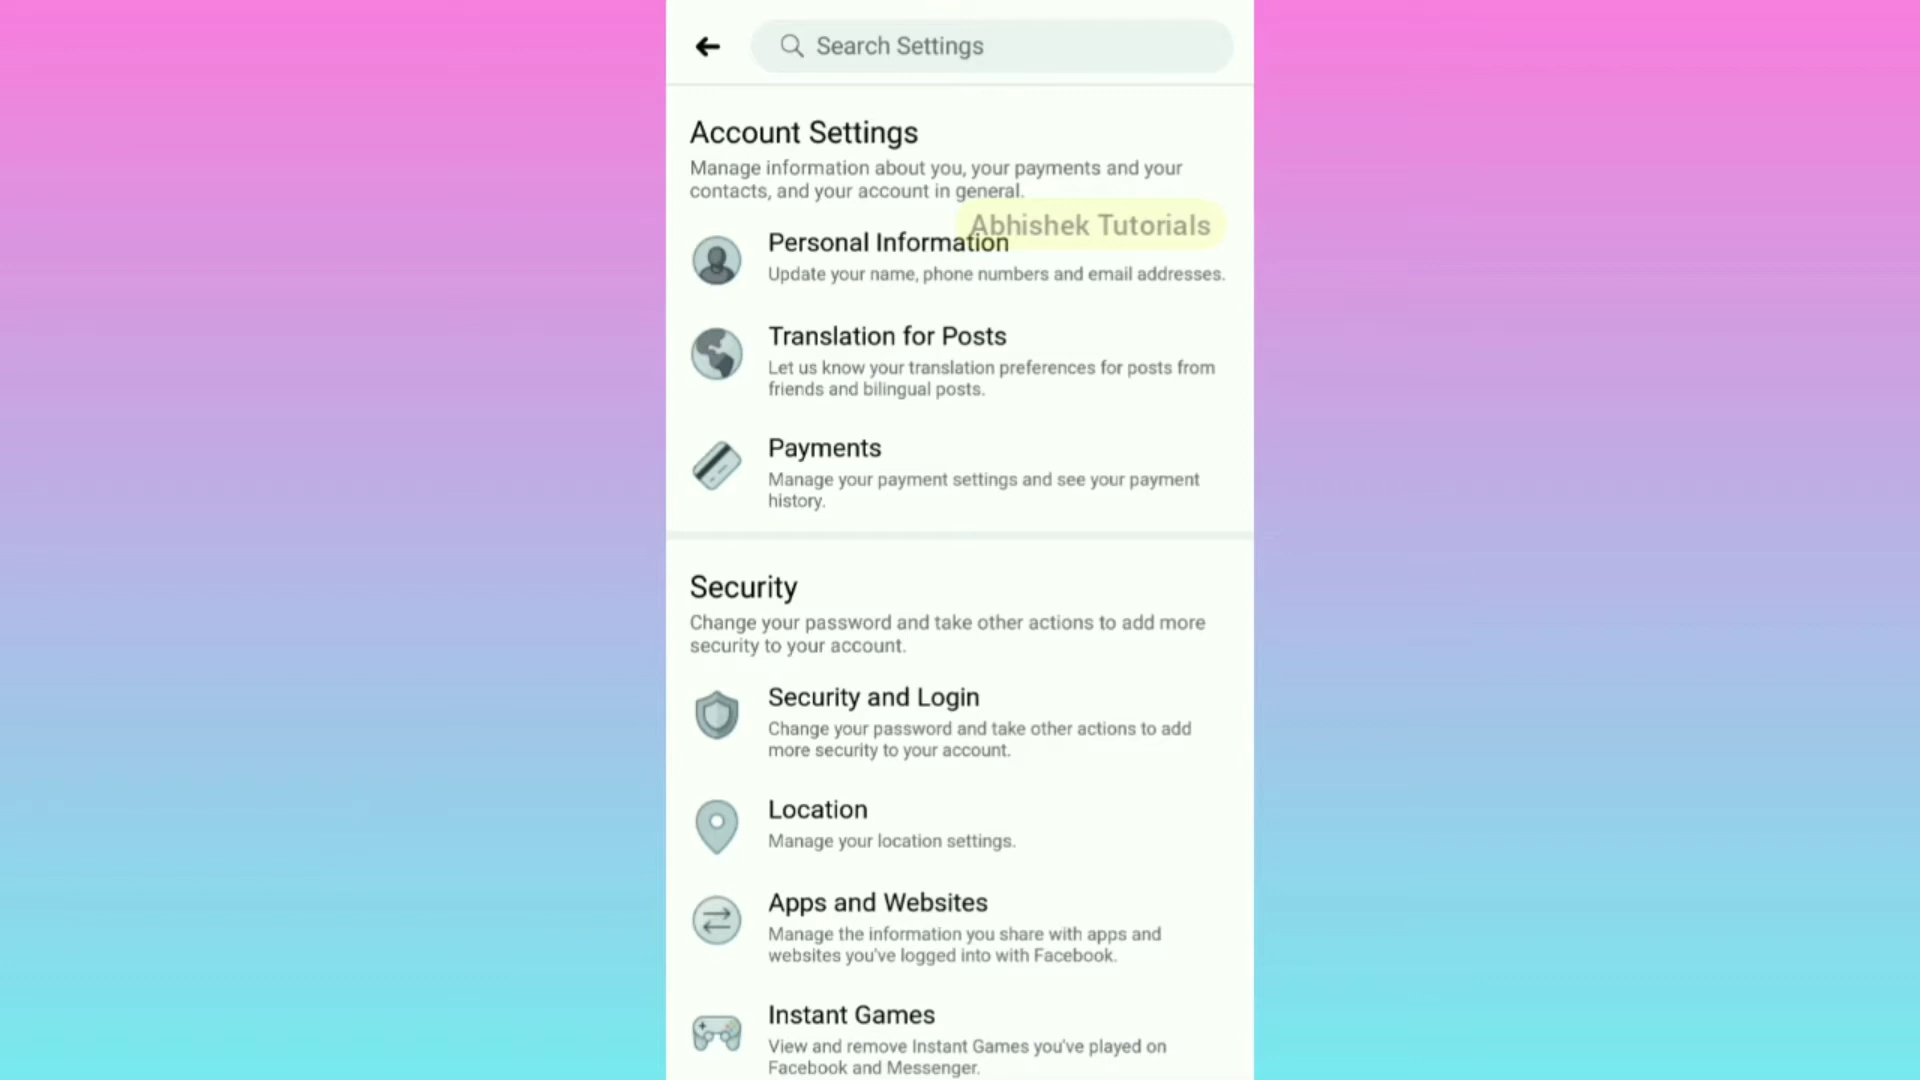 Search Settings
Account Settings
Manage information about you, your payments and your
contacts, and your account in general.
Abhishek Tutorials
Personal Information
Update your name, phone numbers and email addresses.
Translation for Posts
Let us know your translation preferences for posts from
friends and bilingual posts.
Payments
Manage your payment settings and see your payment
history.
Security
Change your password and take other actions to add more
security to your account.
Security and Login
Change your password and take other actions to add
more security to your account.
Location
Manage your location settings.
Apps and Websites
Manage the information you share with apps and
websites you've logged into with Facebook.
Instant Games
View and remove Instant Games you've played on
Facebook and Messenger.